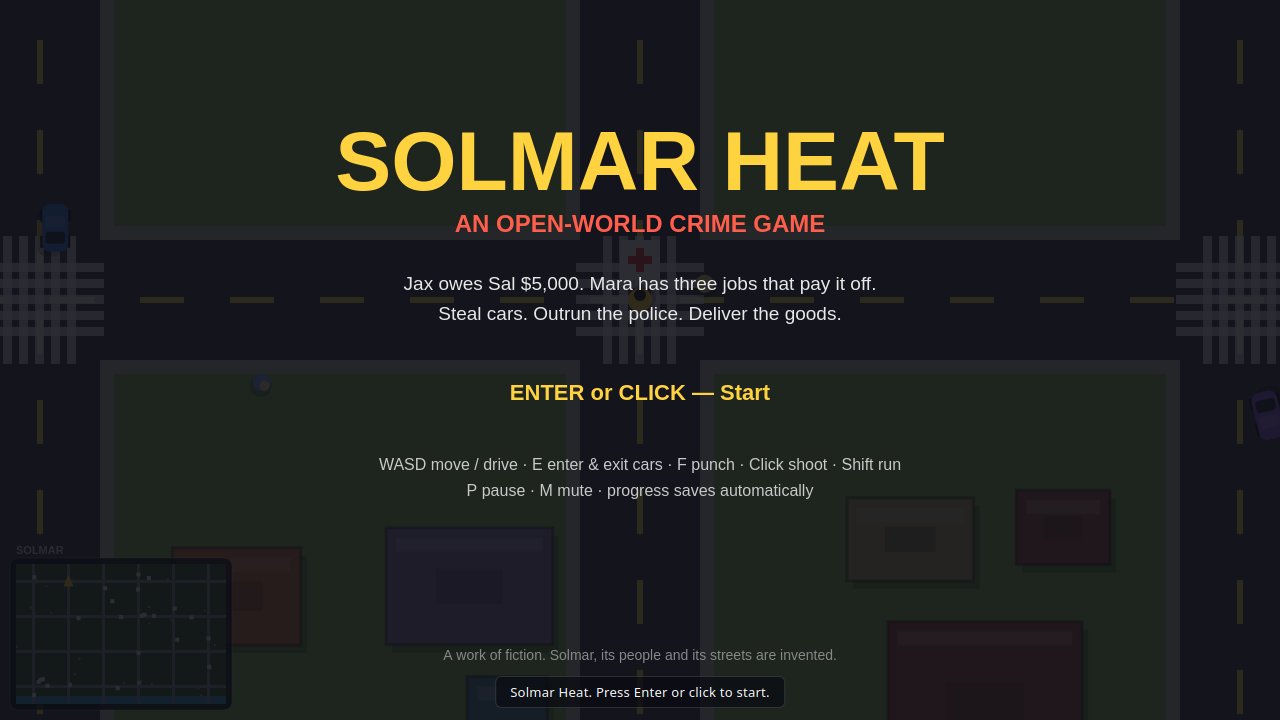 SOLMAR HEAT
AN OPEN-WORLD CRIME GAME
Jax owes Sal $5,000. Mara has three jobs that pay it off.
Steal cars. Outrun the police. Deliver the goods.
ENTER or CLICK — Start
WASD move / drive · E enter & exit cars · F punch · Click shoot · Shift run
P pause · M mute · progress saves automatically
SOLMAR
A work of fiction. Solmar, its people and its streets are invented.
Solmar Heat. Press Enter or click to start.